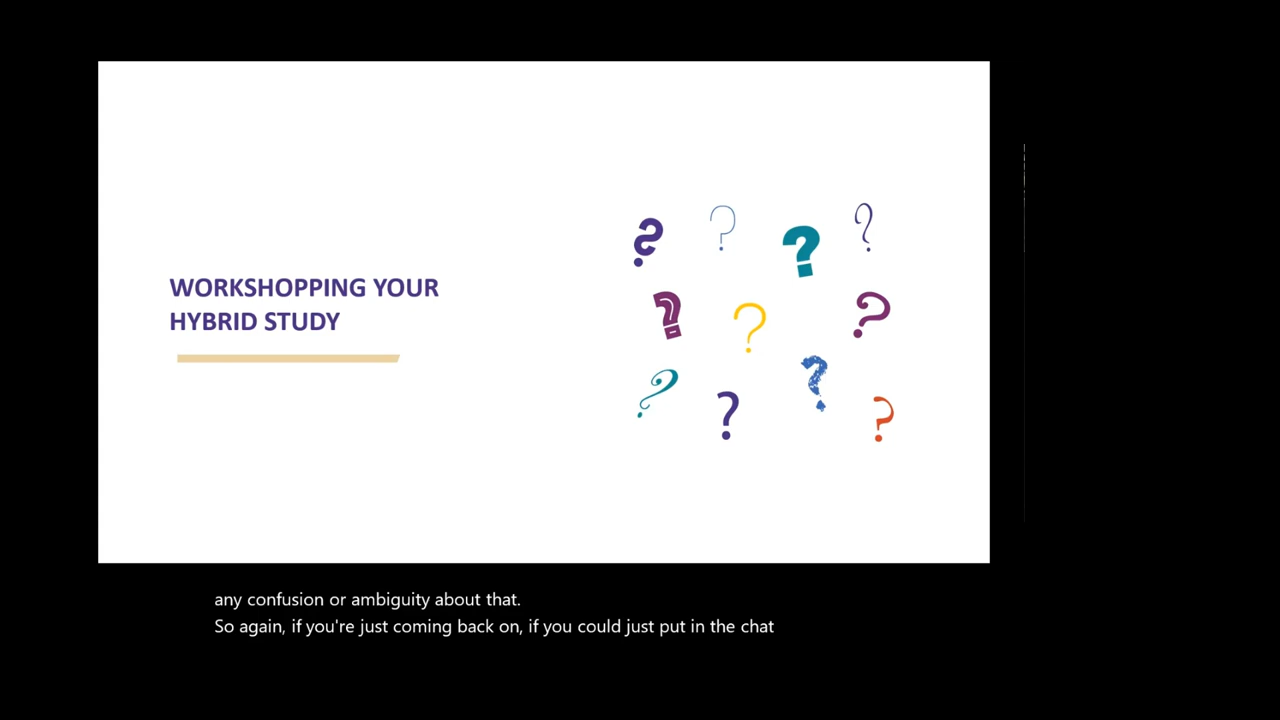 WORKSHOPPING YOUR
HYBRID STUDY
? ? ? ?
? ? ?
? ? ? ?
any confusion or ambiguity about that.
So again, if you're just coming back on, if you could just put in the chat